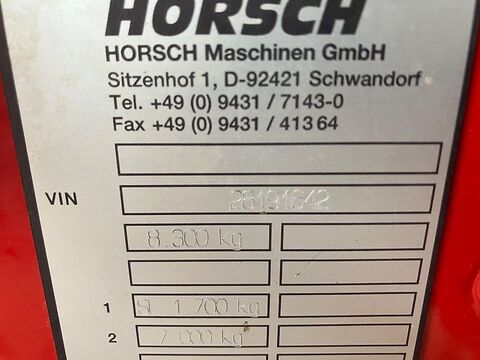 HORSCH
HORSCH Maschinen GmbH
Sitzenhof 1, D-92421 Schwandorf
Tel. +49 (0) 9431 / 7143-0
Fax +49 (0) 9431 / 41364
VIN 28191642
8.300 kg
1 St 1.700 kg
2 7.000 kg